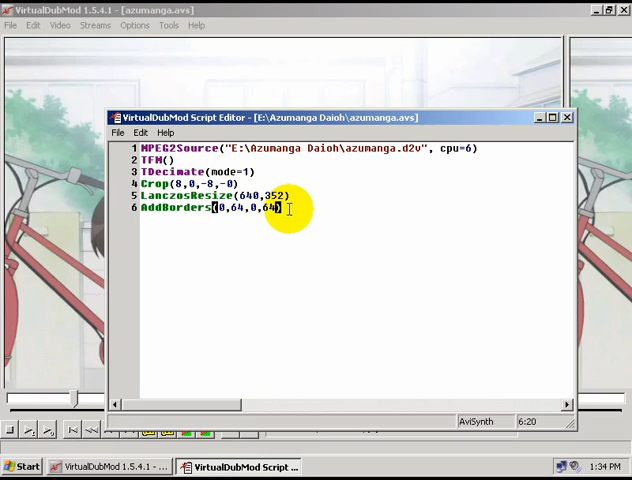 VirtualDubMod 1.5.4.1 - [azumanga.avs]
File Edit Video Streams Options Tools Help
VirtualDubMod Script Editor - [E:\Azumanga Daioh\azumanga.avs]
File Edit Help
1 MPEG2Source("E:\Azumanga Daioh\azumanga.d2v", cpu=6)
2 TFM()
3 TDecimate(mode=1)
4 Crop(8,0,-8,-0)
5 LanczosResize(640,352)
6 AddBorders(0,64,0,64)
AviSynth 6:20
Start VirtualDubMod 1.5.4.1 - ... VirtualDubMod Script ... 1:34 PM